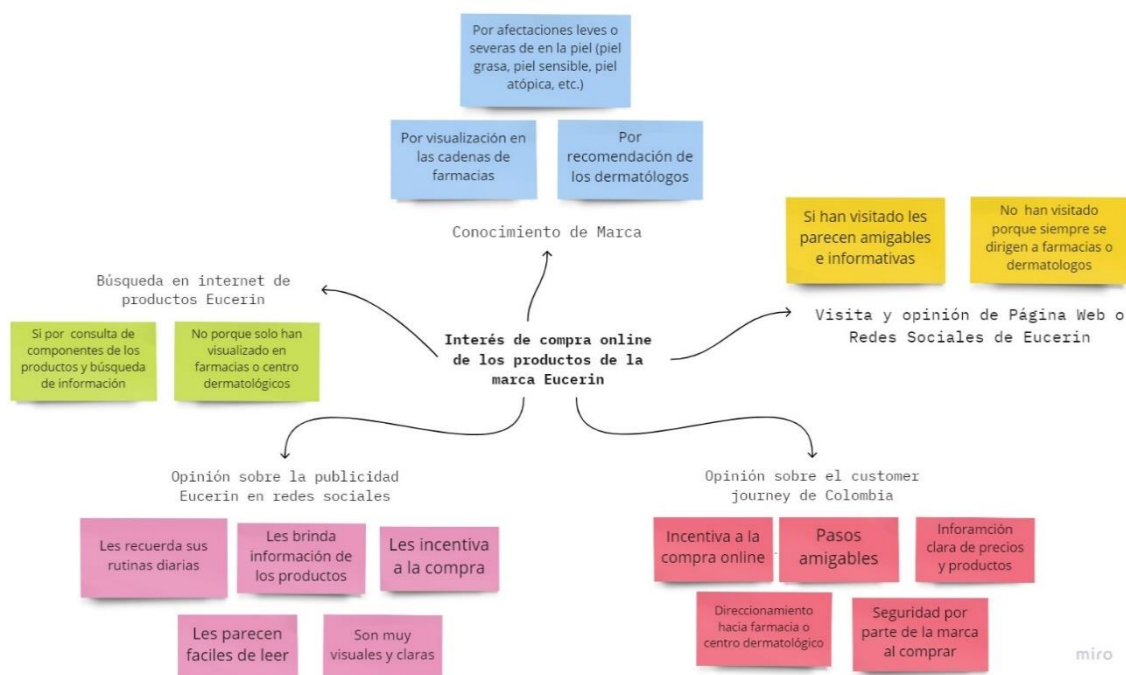 Por afectaciones leves o
severas de en la piel (piel
grasa, piel sensible, piel
atópica, etc.)
Por visualización en
las cadenas de
farmacias
Por
recomendación de
los dermatólogos
Conocimiento de Marca
Si han visitado les
parecen amigables
e informativas
No han visitado
porque siempre se
dirigen a farmacias o
dermatologos
Visita y opinión de Página Web o
Redes Sociales de Eucerin
Búsqueda en internet de
productos Eucerin
Si por consulta de
componentes de los
productos y búsqueda
de información
No porque solo han
visualizado en
farmacias o centro
dermatológicos
Interés de compra online
de los productos de la
marca Eucerin
Opinión sobre la publicidad
Eucerin en redes sociales
Les recuerda sus
rutinas diarias
Les brinda
información de
los productos
Les incentiva
a la compra
Les parecen
faciles de leer
Son muy
visuales y claras
Opinión sobre el customer
journey de Colombia
Incentiva a la
compra online
Pasos
amigables
Inforamción
clara de precios
y productos
Direccionamiento
hacia farmacia o
centro dermatológico
Seguridad por
parte de la marca
al comprar
miro